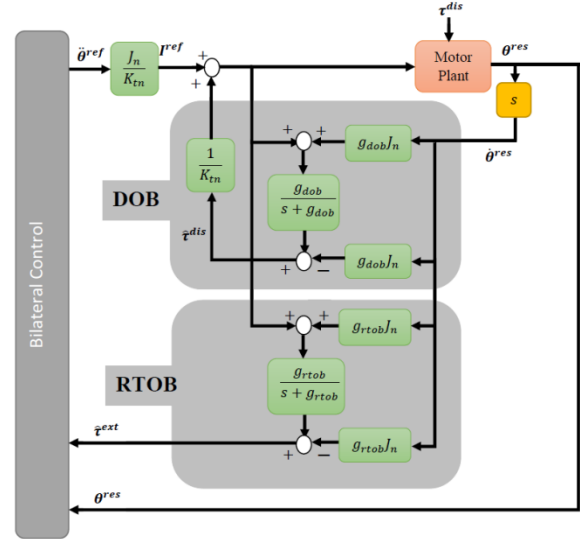 τ^dis
θ̈^ref
J_n
K_tn
I^ref
+
+
Motor
Plant
θ^res
s
θ̇^res
+
+
g_dob J_n
1
K_tn
g_dob
s + g_dob
DOB
τ̂^dis
+
−
g_dob J_n
Bilateral Control
+
+
g_rtob J_n
g_rtob
s + g_rtob
RTOB
τ̂^ext
+
−
g_rtob J_n
θ^res